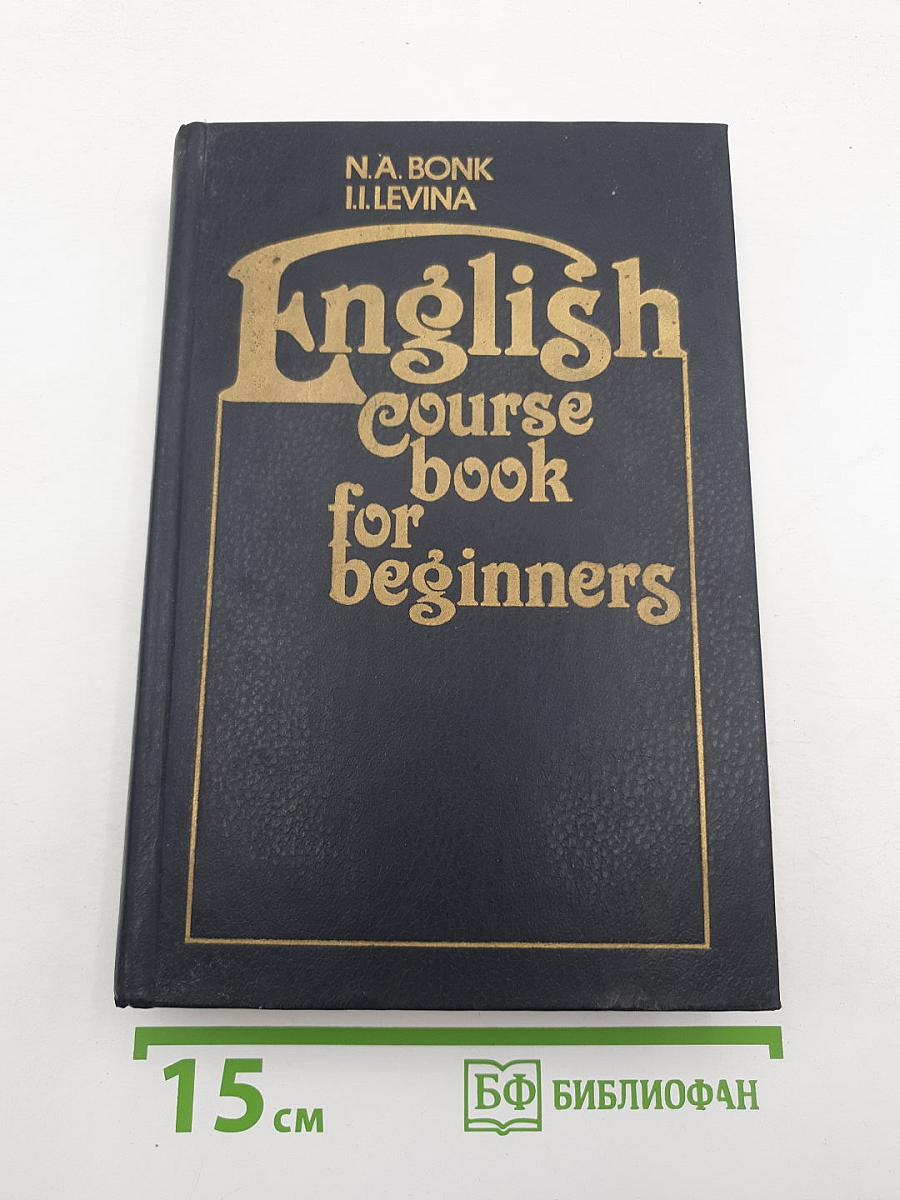 N.A. BONK
I.I. LEVINA
English
course
book
for
beginners
15 см
БФ БИБЛИОФАН